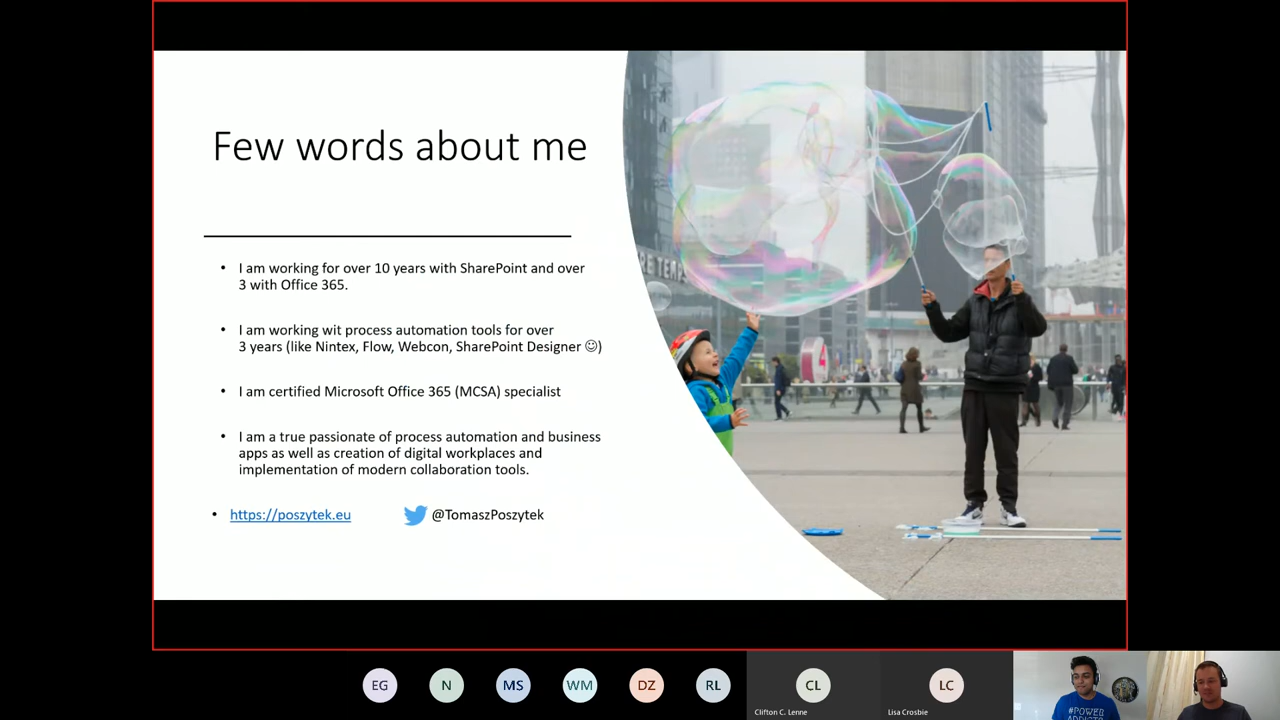 Few words about me
• I am working for over 10 years with SharePoint and over
3 with Office 365.
• I am working wit process automation tools for over
3 years (like Nintex, Flow, Webcon, SharePoint Designer ☺)
• I am certified Microsoft Office 365 (MCSA) specialist
• I am a true passionate of process automation and business
apps as well as creation of digital workplaces and
implementation of modern collaboration tools.
• https://poszytek.eu @TomaszPoszytek
EG N MS WM DZ RL CL LC
Clifton C. Lenne Lisa Crosbie
#POWER